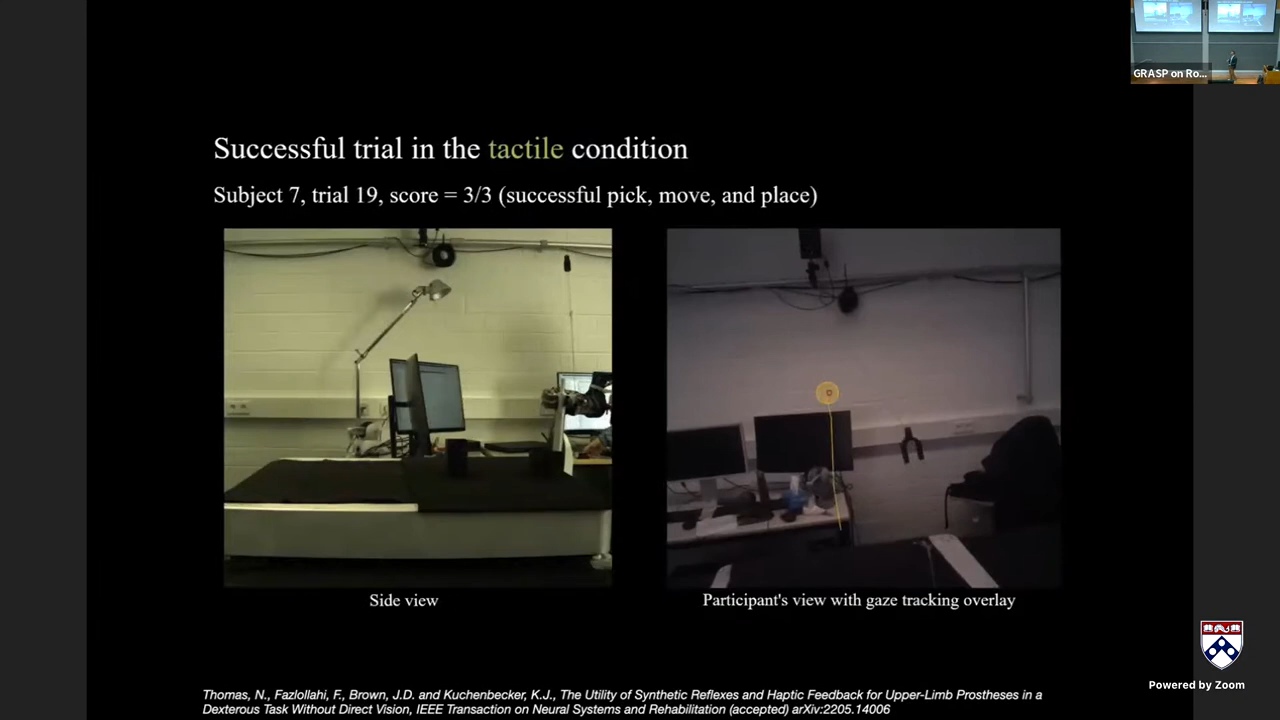 GRASP on Ro...
Successful trial in the tactile condition
Subject 7, trial 19, score = 3/3 (successful pick, move, and place)
Side view
Participant's view with gaze tracking overlay
Thomas, N., Fazlollahi, F., Brown, J.D. and Kuchenbecker, K.J., The Utility of Synthetic Reflexes and Haptic Feedback for Upper-Limb Prostheses in a
Dexterous Task Without Direct Vision, IEEE Transaction on Neural Systems and Rehabilitation (accepted) arXiv:2205.14006
Powered by Zoom